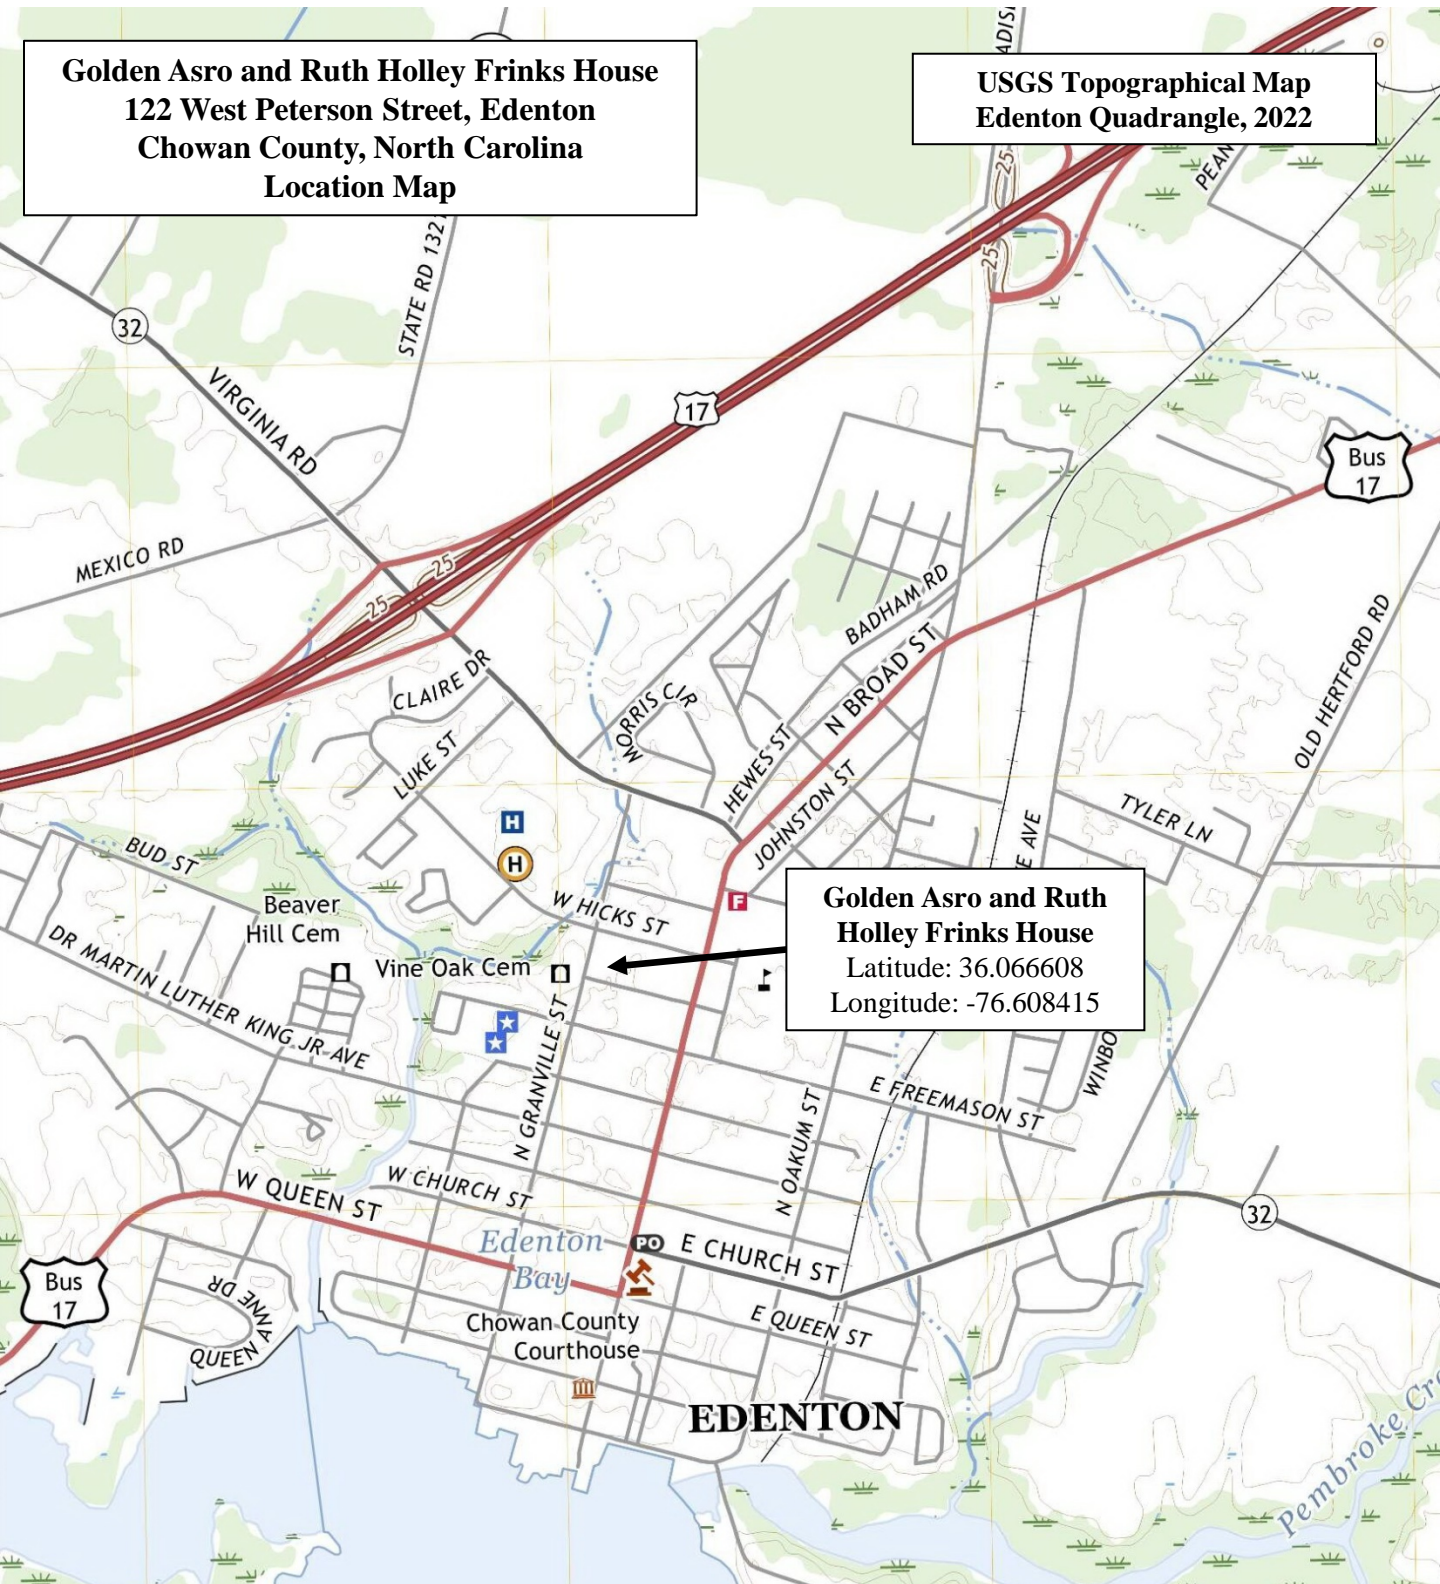 Golden Asro and Ruth Holley Frinks House
122 West Peterson Street, Edenton
Chowan County, North Carolina
Location Map
USGS Topographical Map
Edenton Quadrangle, 2022
25
25
32
STATE RD 132
VIRGINIA RD
17
Bus
17
MEXICO RD
25
25
BADHAM RD
N BROAD ST
OLD HERTFORD RD
CLAIRE DR
MORRIS CIR
LUKE ST
HEWES ST
JOHNSTON ST
TYLER LN
H
H
BUD ST
F
W HICKS ST
Beaver
Hill Cem
Vine Oak Cem
Golden Asro and Ruth
Holley Frinks House
Latitude: 36.066608
Longitude: -76.608415
DR MARTIN LUTHER KING JR AVE
N GRANVILLE ST
E FREEMASON ST
N OAKUM ST
W QUEEN ST
W CHURCH ST
32
Edenton
Bay
PO
E CHURCH ST
Bus
17
QUEEN ANNE DR
Chowan County
Courthouse
E QUEEN ST
EDENTON
Pembroke